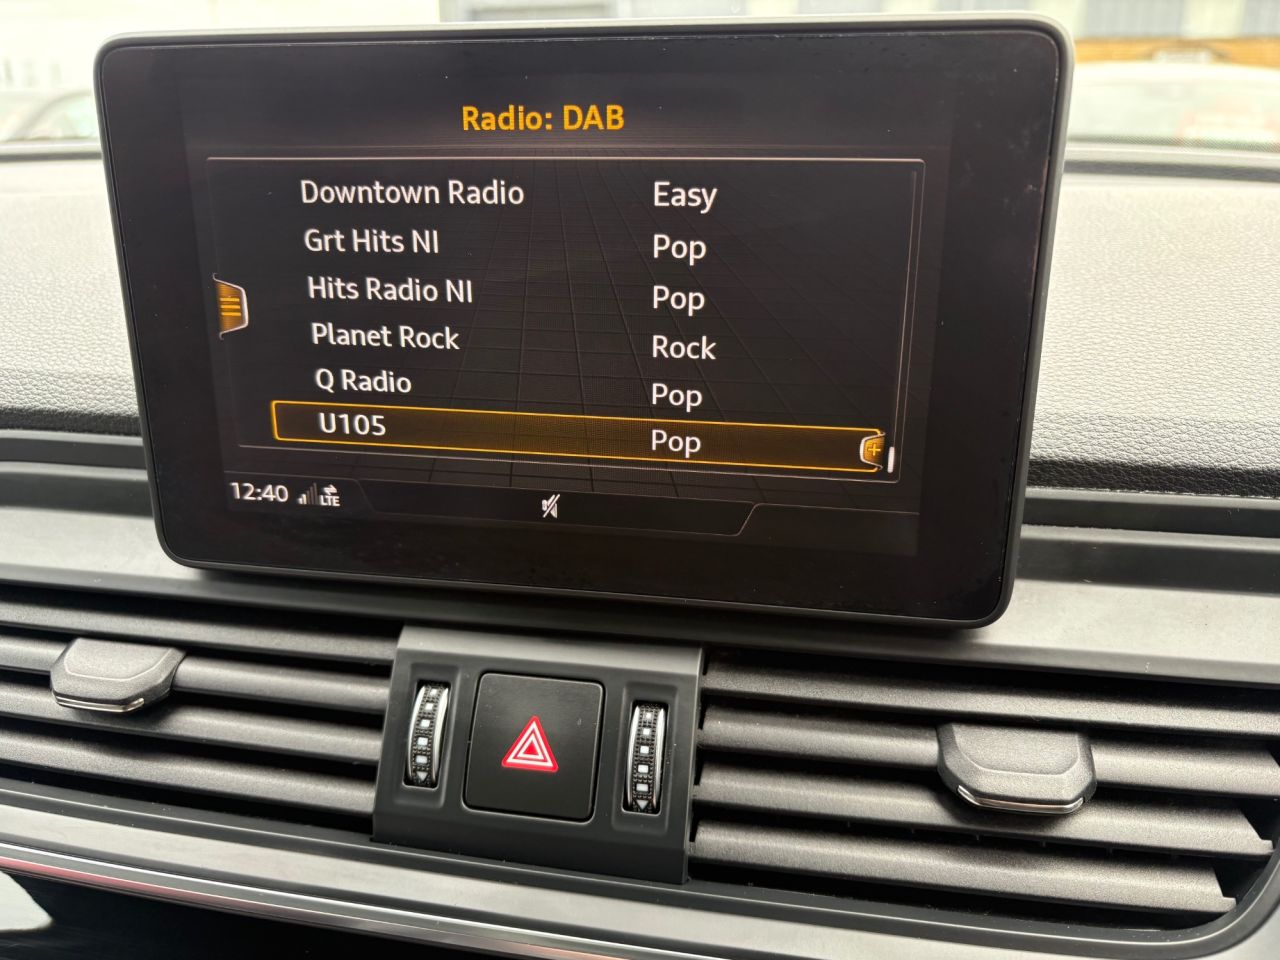 Radio: DAB
Downtown Radio Easy
Grt Hits NI Pop
Hits Radio NI Pop
Planet Rock Rock
Q Radio Pop
U105 Pop
12:40 LTE